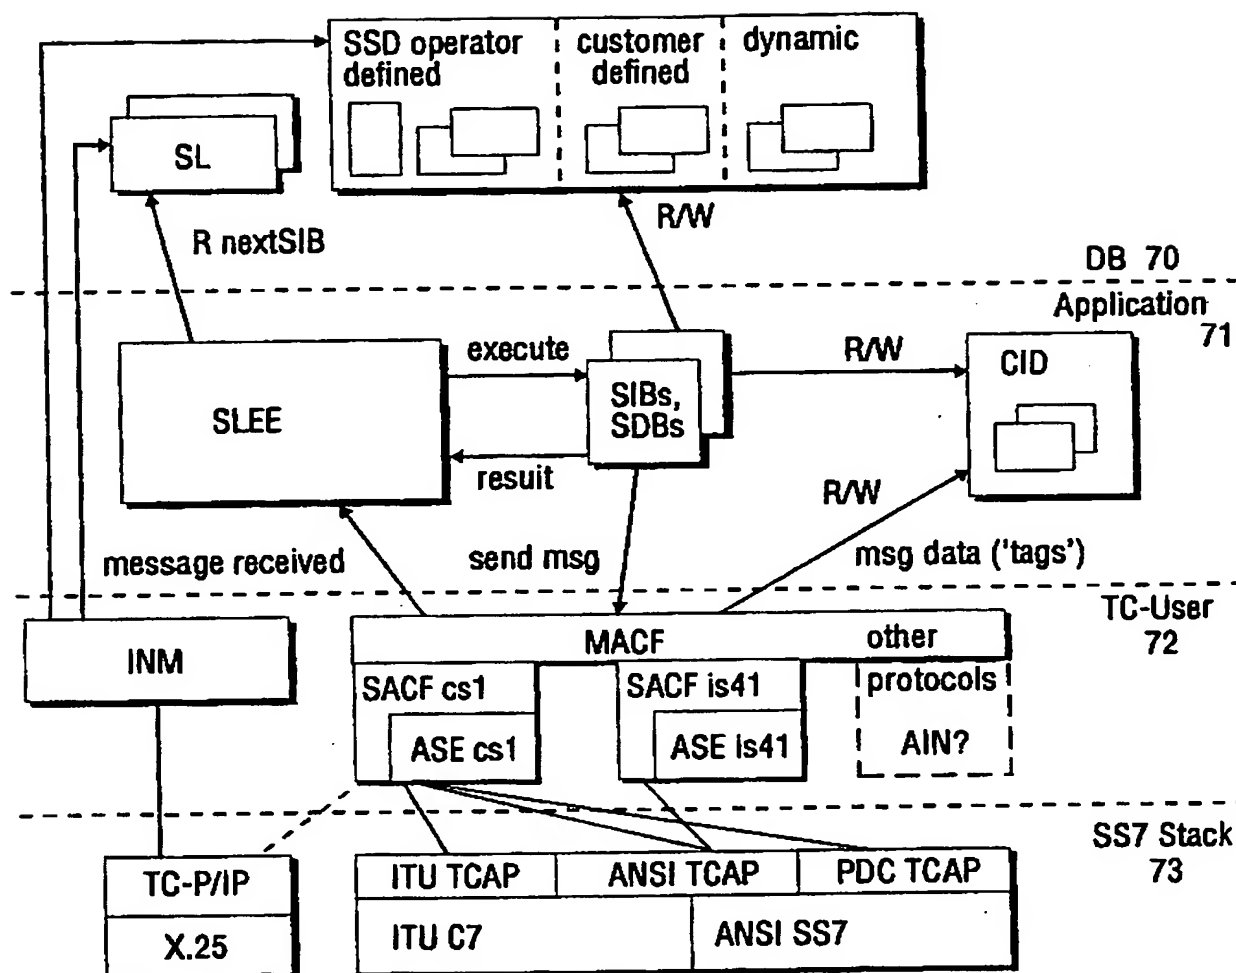 SSD operator
defined
customer
defined
dynamic
SL
R nextSIB
R/W
DB 70
Application
71
SLEE
execute
resuit
SIBs,
SDBs
R/W
CID
R/W
message received
send msg
msg data ('tags')
TC-User
72
INM
MACF
other
SACF cs1
ASE cs1
SACF is41
ASE is41
protocols
AIN?
SS7 Stack
73
TC-P/IP
X.25
ITU TCAP
ANSI TCAP
PDC TCAP
ITU C7
ANSI SS7